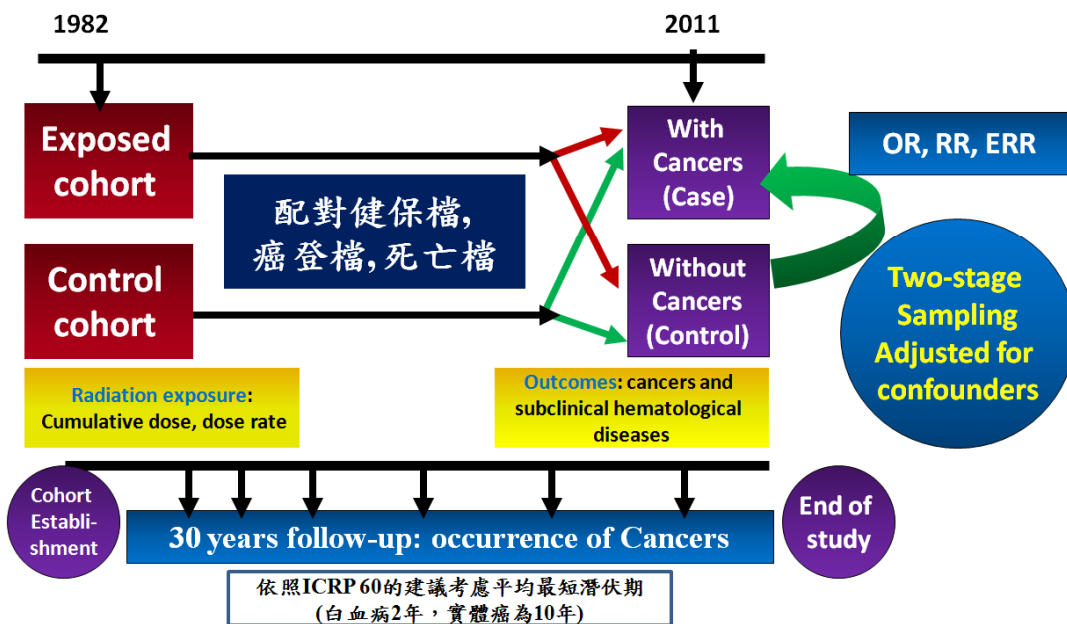 1982
2011
Exposed
cohort
With
Cancers
(Case)
OR, RR, ERR
配對健保檔,
癌登檔,死亡檔
Control
cohort
Without
Cancers
(Control)
Two-stage
Sampling
Adjusted for
confounders
Radiation exposure:
Cumulative dose, dose rate
Outcomes: cancers and
subclinical hematological
diseases
Cohort
Establi-
shment
30 years follow-up: occurrence of Cancers
End of
study
依照ICRP 60的建議考慮平均最短潛伏期
(白血病2年，實體癌為10年)